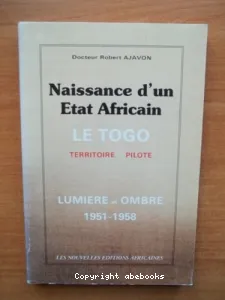 Docteur Robert AJAVON
Naissance d'un
Etat Africain
LE TOGO
TERRITOIRE PILOTE
LUMIERE et OMBRE
1951-1958
LES NOUVELLES EDITIONS AFRICAINES
Copyright abebooks